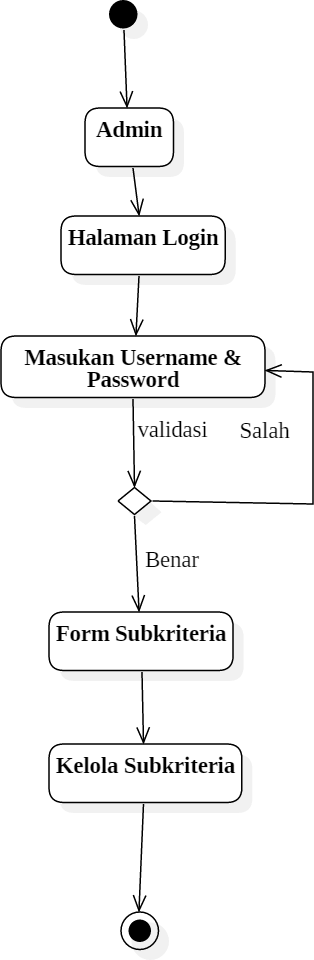 Admin
Halaman Login
Masukan Username &
Password
validasi
Salah
Benar
Form Subkriteria
Kelola Subkriteria